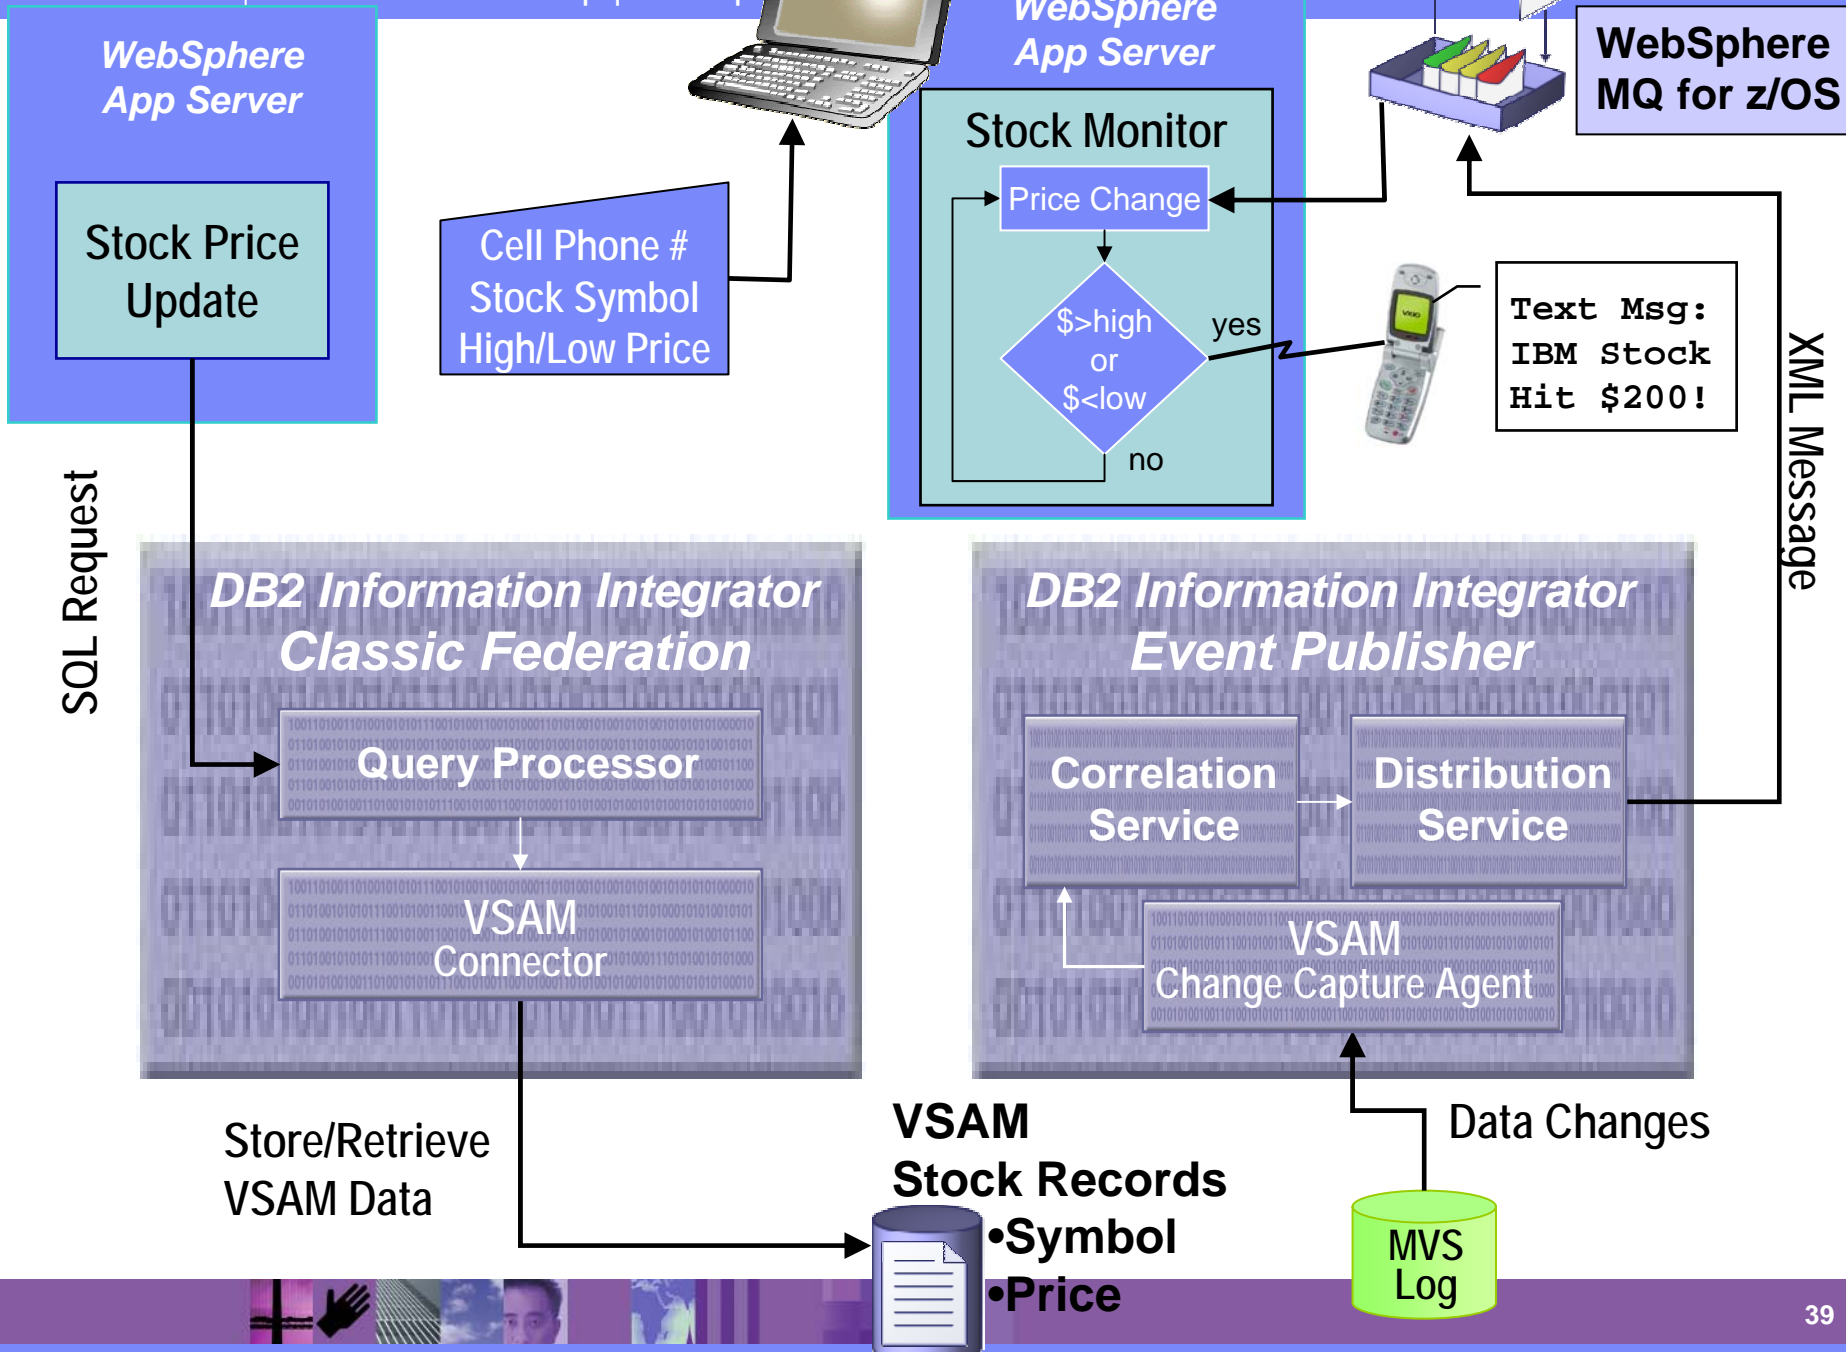 WebSphere
App Server
Stock Price
Update
SQL Request
Cell Phone #
Stock Symbol
High/Low Price
WebSphere
App Server
Stock Monitor
Price Change
$>high
or
$<low
yes
no
WebSphere
MQ for z/OS
Text Msg:
IBM Stock
Hit $200!
XML Message
DB2 Information Integrator
Classic Federation
Query Processor
VSAM
Connector
DB2 Information Integrator
Event Publisher
Correlation
Service
Distribution
Service
VSAM
Change Capture Agent
Store/Retrieve
VSAM Data
VSAM
Stock Records
•Symbol
•Price
Data Changes
MVS
Log
39